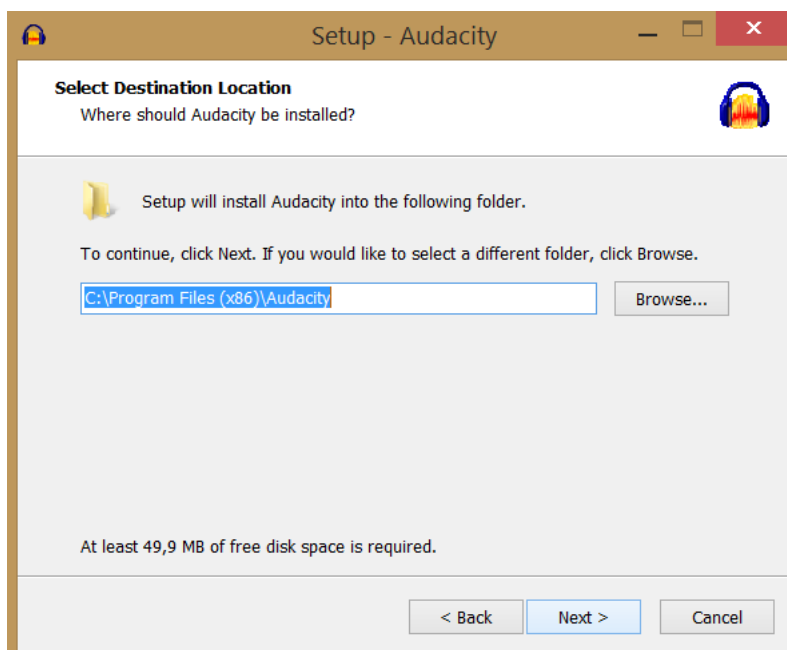 Setup - Audacity
Select Destination Location
Where should Audacity be installed?
Setup will install Audacity into the following folder.
To continue, click Next. If you would like to select a different folder, click Browse.
C:\Program Files (x86)\Audacity
Browse...
At least 49,9 MB of free disk space is required.
< Back
Next >
Cancel